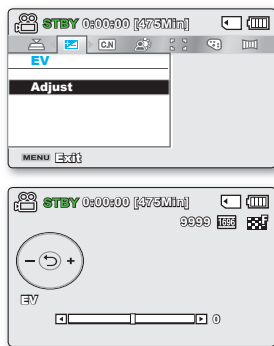 STBY 0:00:00 [475Min]
C.N
EV
Adjust
MENU Exit
STBY 0:00:00 [475Min]
9999
EV
0